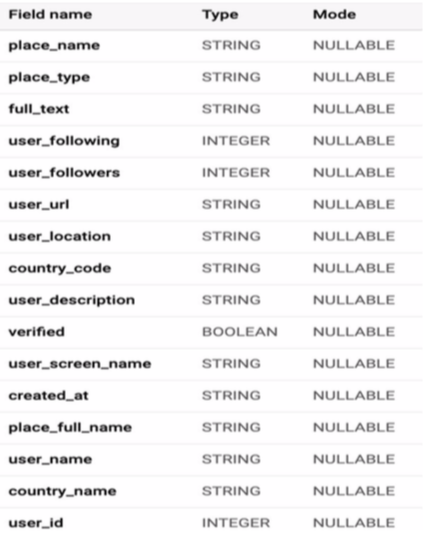 Field name Type Mode
place_name STRING NULLABLE
place_type STRING NULLABLE
full_text STRING NULLABLE
user_following INTEGER NULLABLE
user_followers INTEGER NULLABLE
user_url STRING NULLABLE
user_location STRING NULLABLE
country_code STRING NULLABLE
user_description STRING NULLABLE
verified BOOLEAN NULLABLE
user_screen_name STRING NULLABLE
created_at STRING NULLABLE
place_full_name STRING NULLABLE
user_name STRING NULLABLE
country_name STRING NULLABLE
user_id INTEGER NULLABLE